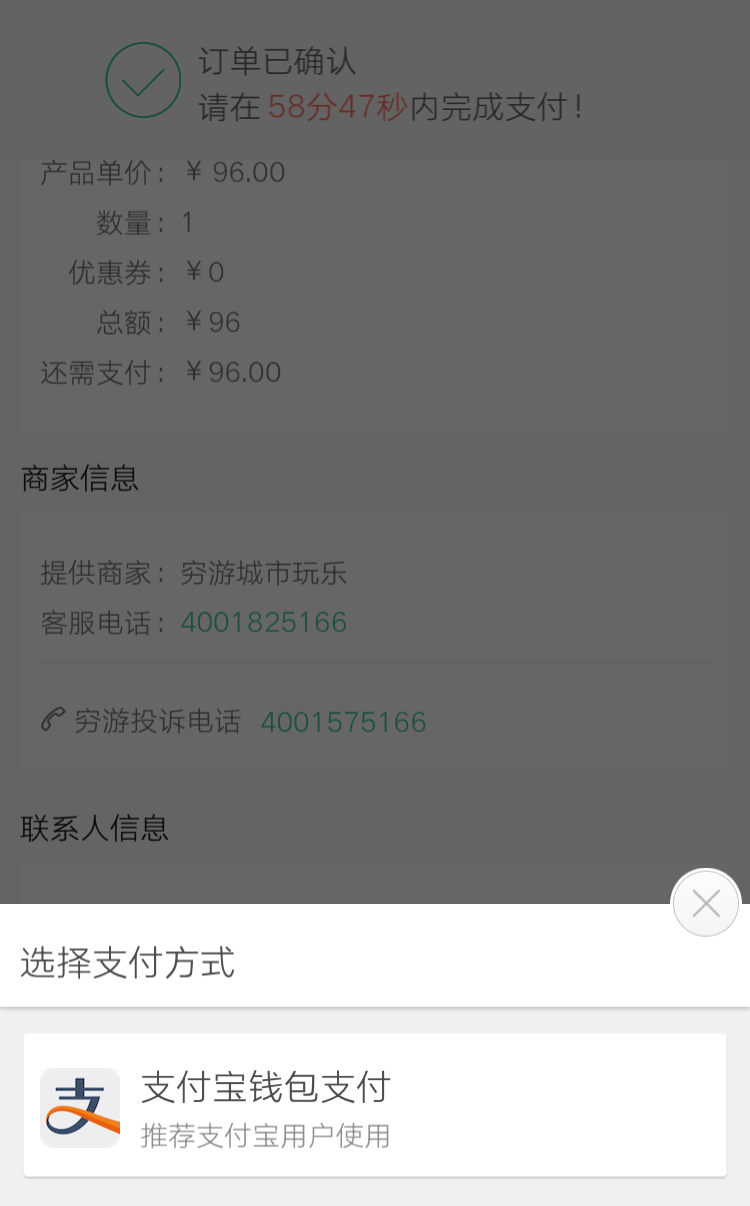 订单已确认
请在 58分47秒内完成支付!
产品单价: ￥ 96.00
数量: 1
优惠券: ￥0
总额: ￥96
还需支付: ￥96.00
商家信息
提供商家: 穷游城市玩乐
客服电话: 4001825166
穷游投诉电话 4001575166
联系人信息
选择支付方式
支付宝钱包支付
推荐支付宝用户使用